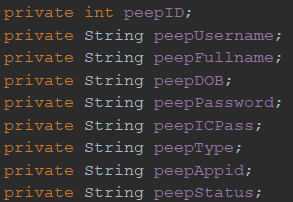 private int peepID;
private String peepUsername;
private String peepFullname;
private String peepDOB;
private String peepPassword;
private String peepICPass;
private String peepType;
private String peepAppid;
private String peepStatus;